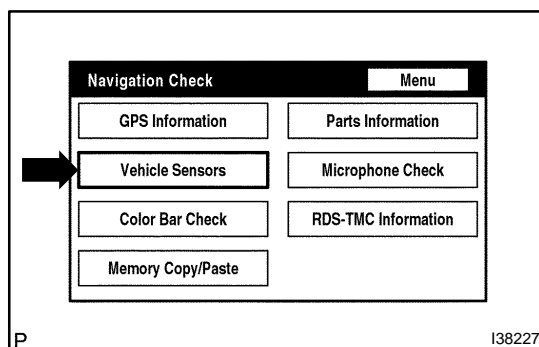 Navigation Check
Menu
GPS Information
Parts Information
Vehicle Sensors
Microphone Check
Color Bar Check
RDS-TMC Information
Memory Copy/Paste
P
I38227